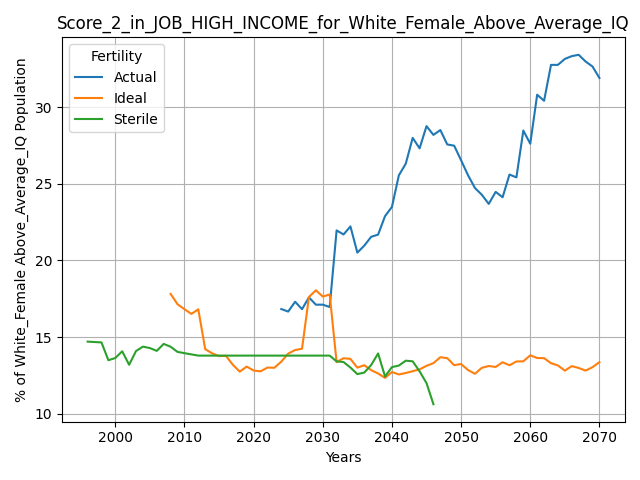 Score_2_in_JOB_HIGH_INCOME_for_White_Female_Above_Average_IQ
Fertility
Actual
Ideal
Sterile
% of White_Female Above_Average_IQ Population
30
25
20
15
10
2000
2010
2020
2030
2040
2050
2060
2070
Years